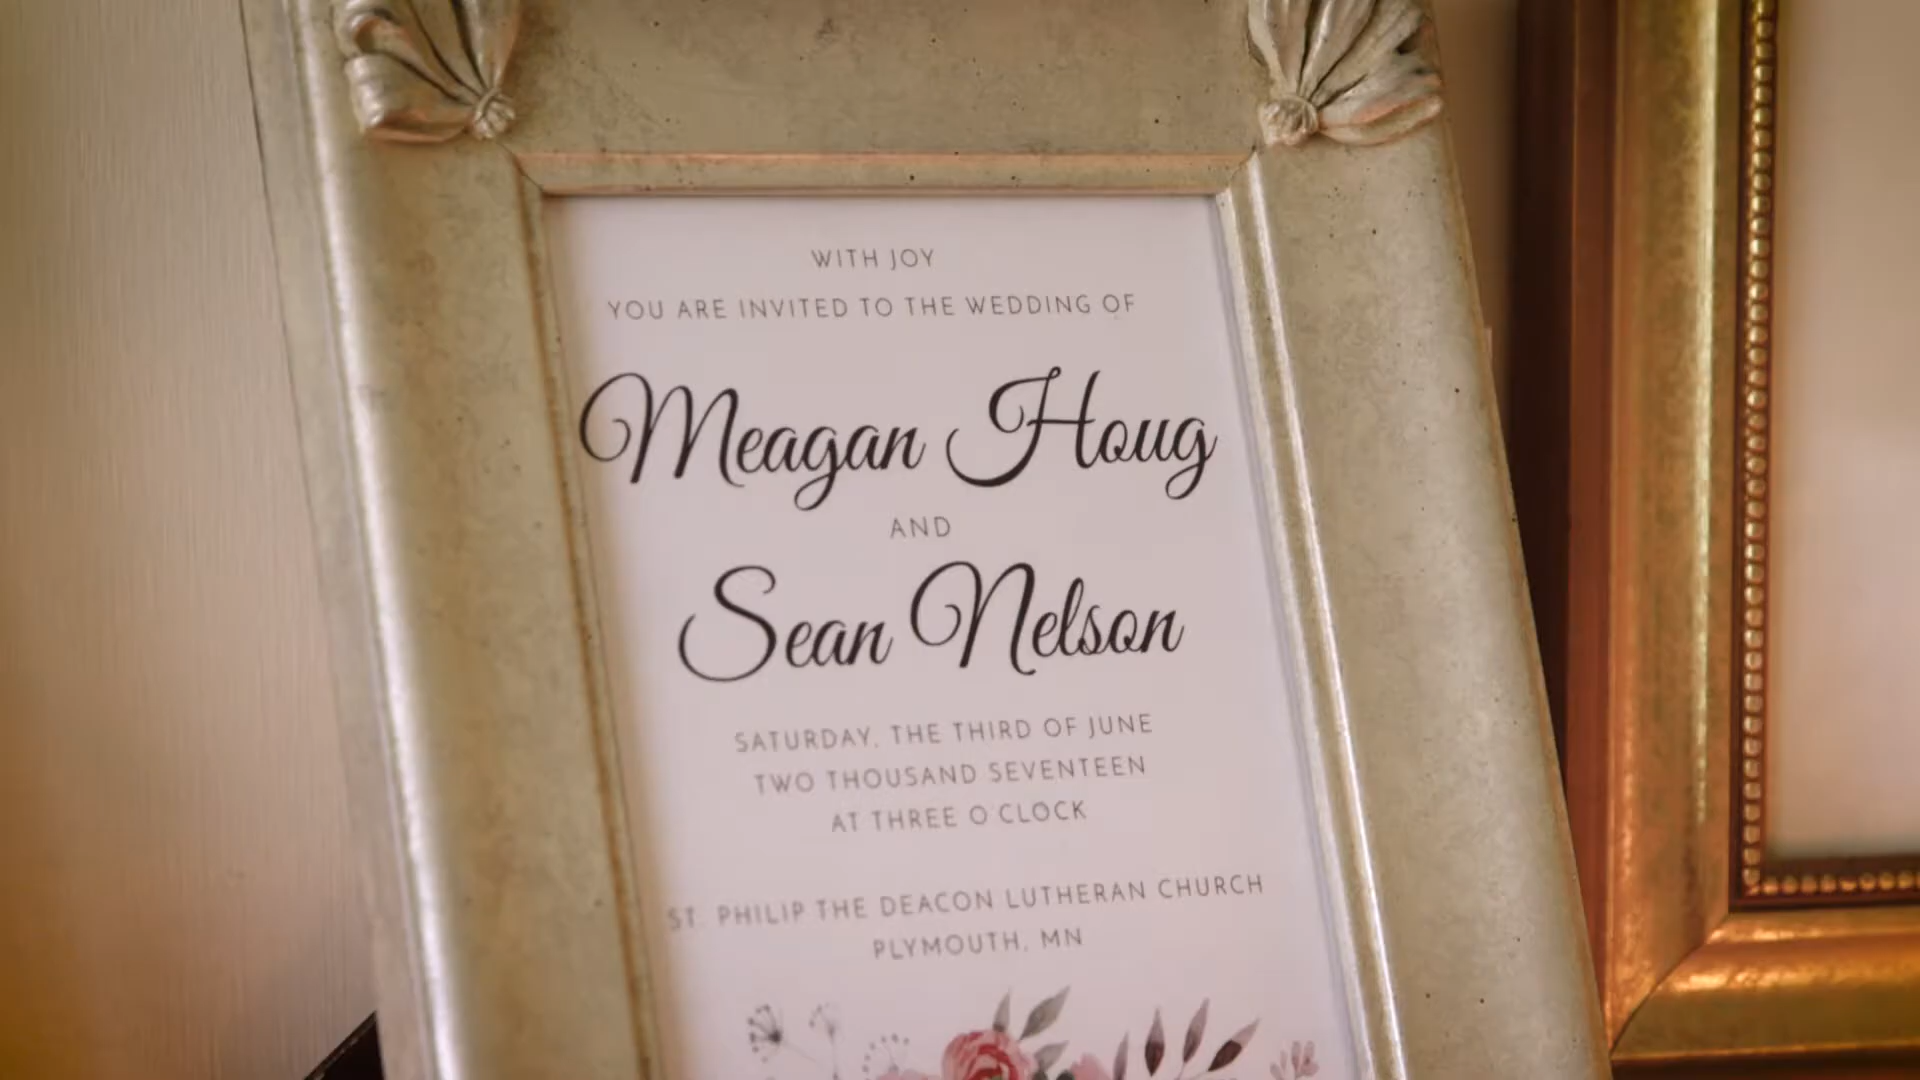 WITH JOY
YOU ARE INVITED TO THE WEDDING OF
Meagan Houg
AND
Sean Nelson
SATURDAY, THE THIRD OF JUNE
TWO THOUSAND SEVENTEEN
AT THREE O CLOCK
ST. PHILIP THE DEACON LUTHERAN CHURCH
PLYMOUTH, MN